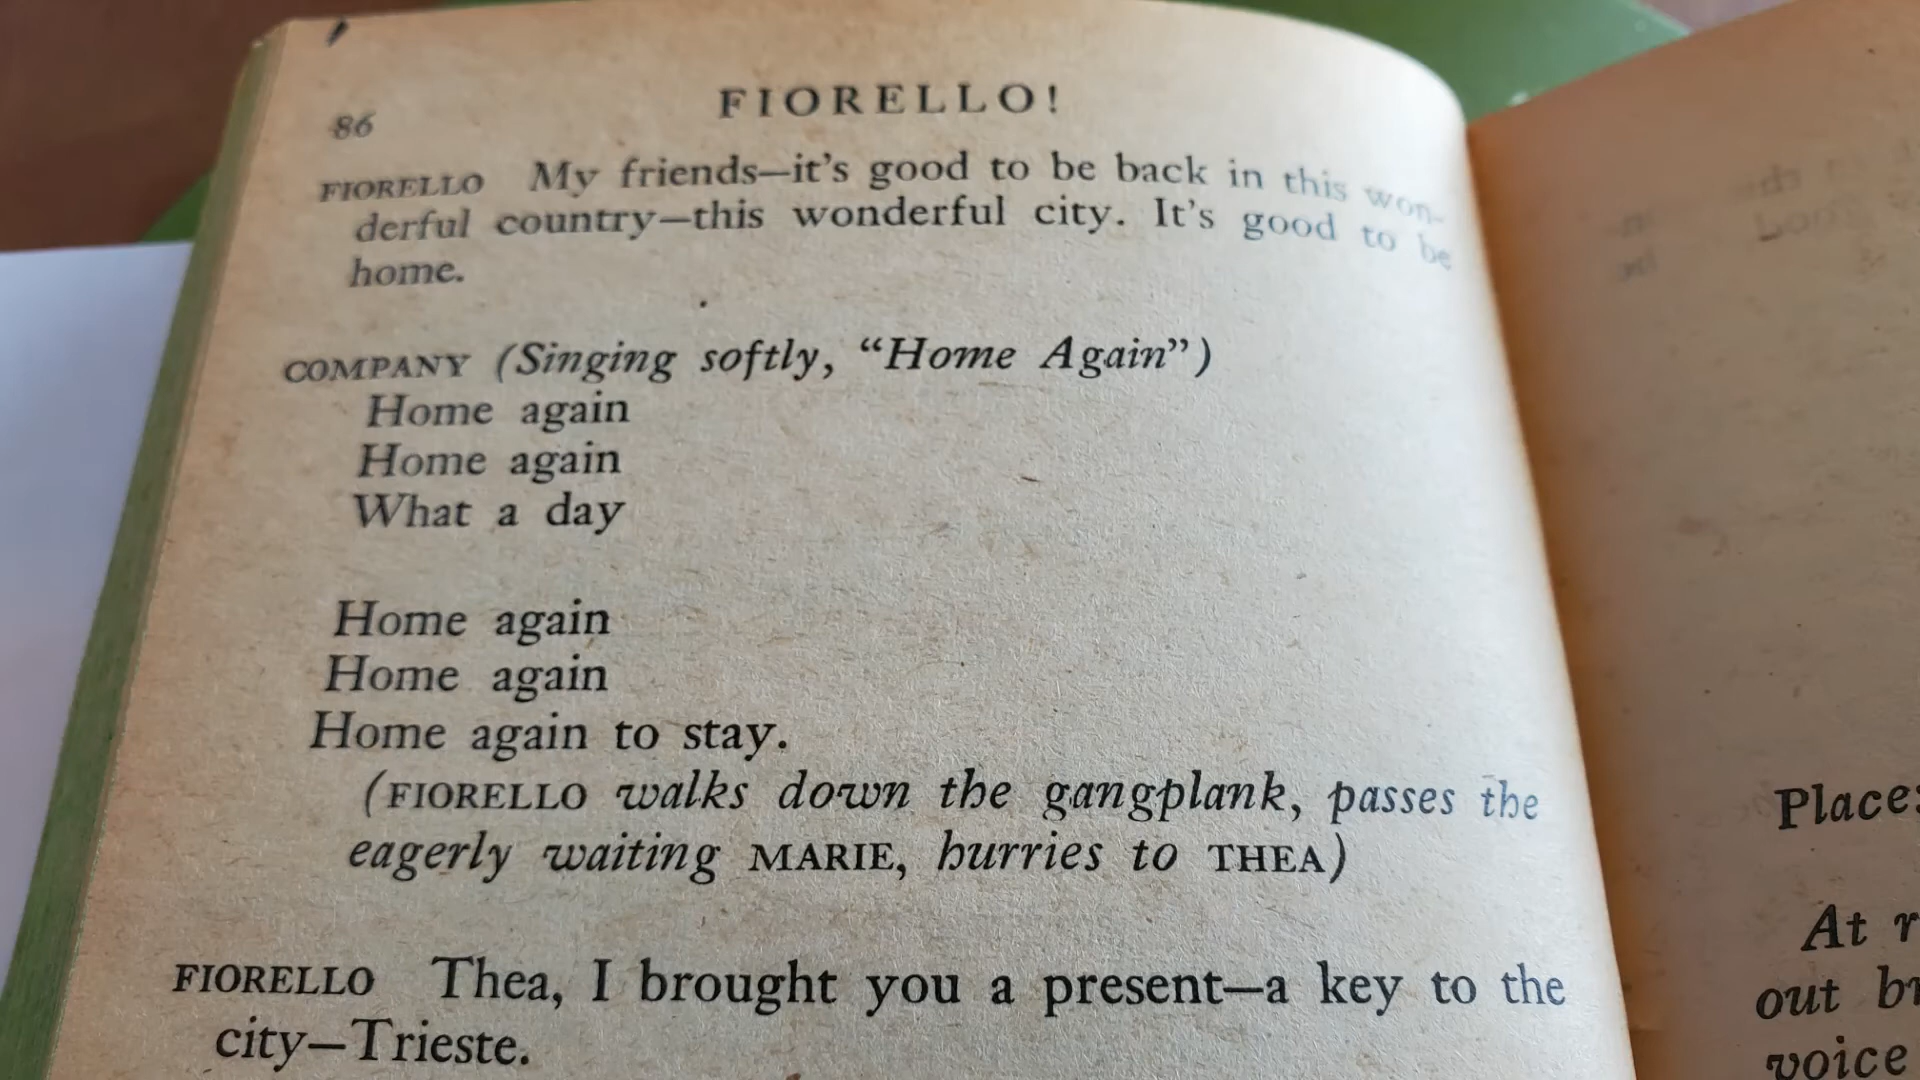 86
FIORELLO!
FIORELLO My friends—it's good to be back in this won-
derful country—this wonderful city. It's good to be
home.
COMPANY (Singing softly, “Home Again”)
Home again
Home again
What a day
Home again
Home again
Home again to stay.
(FIORELLO walks down the gangplank, passes the
eagerly waiting MARIE, hurries to THEA)
FIORELLO Thea, I brought you a present—a key to the
city—Trieste.
Place:
At
out
voice